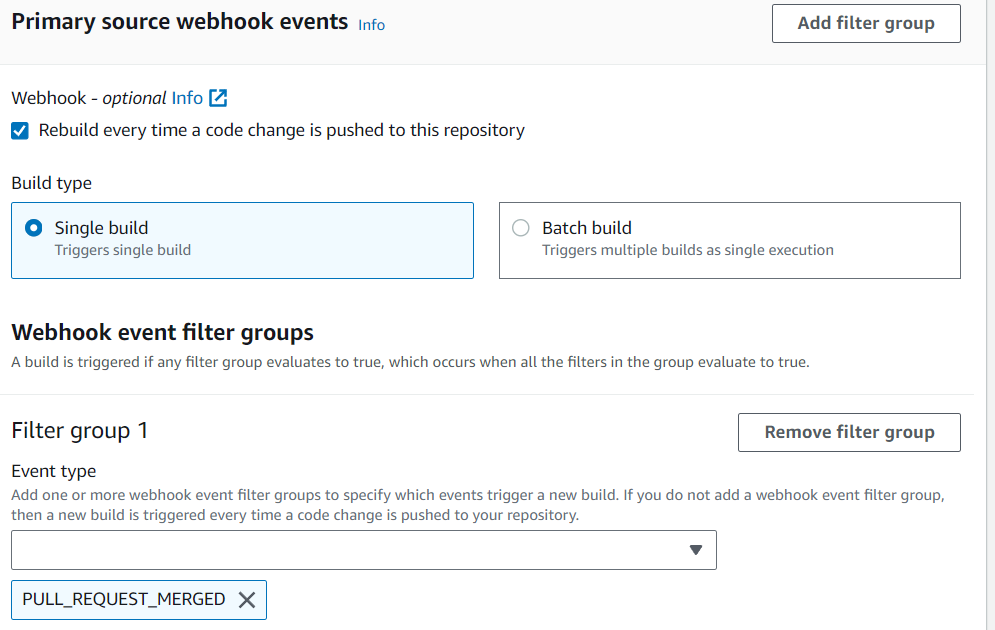 Primary source webhook events Info
Add filter group
Webhook - optional Info
Rebuild every time a code change is pushed to this repository
Build type
Single build
Triggers single build
Batch build
Triggers multiple builds as single execution
Webhook event filter groups
A build is triggered if any filter group evaluates to true, which occurs when all the filters in the group evaluate to true.
Filter group 1
Remove filter group
Event type
Add one or more webhook event filter groups to specify which events trigger a new build. If you do not add a webhook event filter group,
then a new build is triggered every time a code change is pushed to your repository.
PULL_REQUEST_MERGED